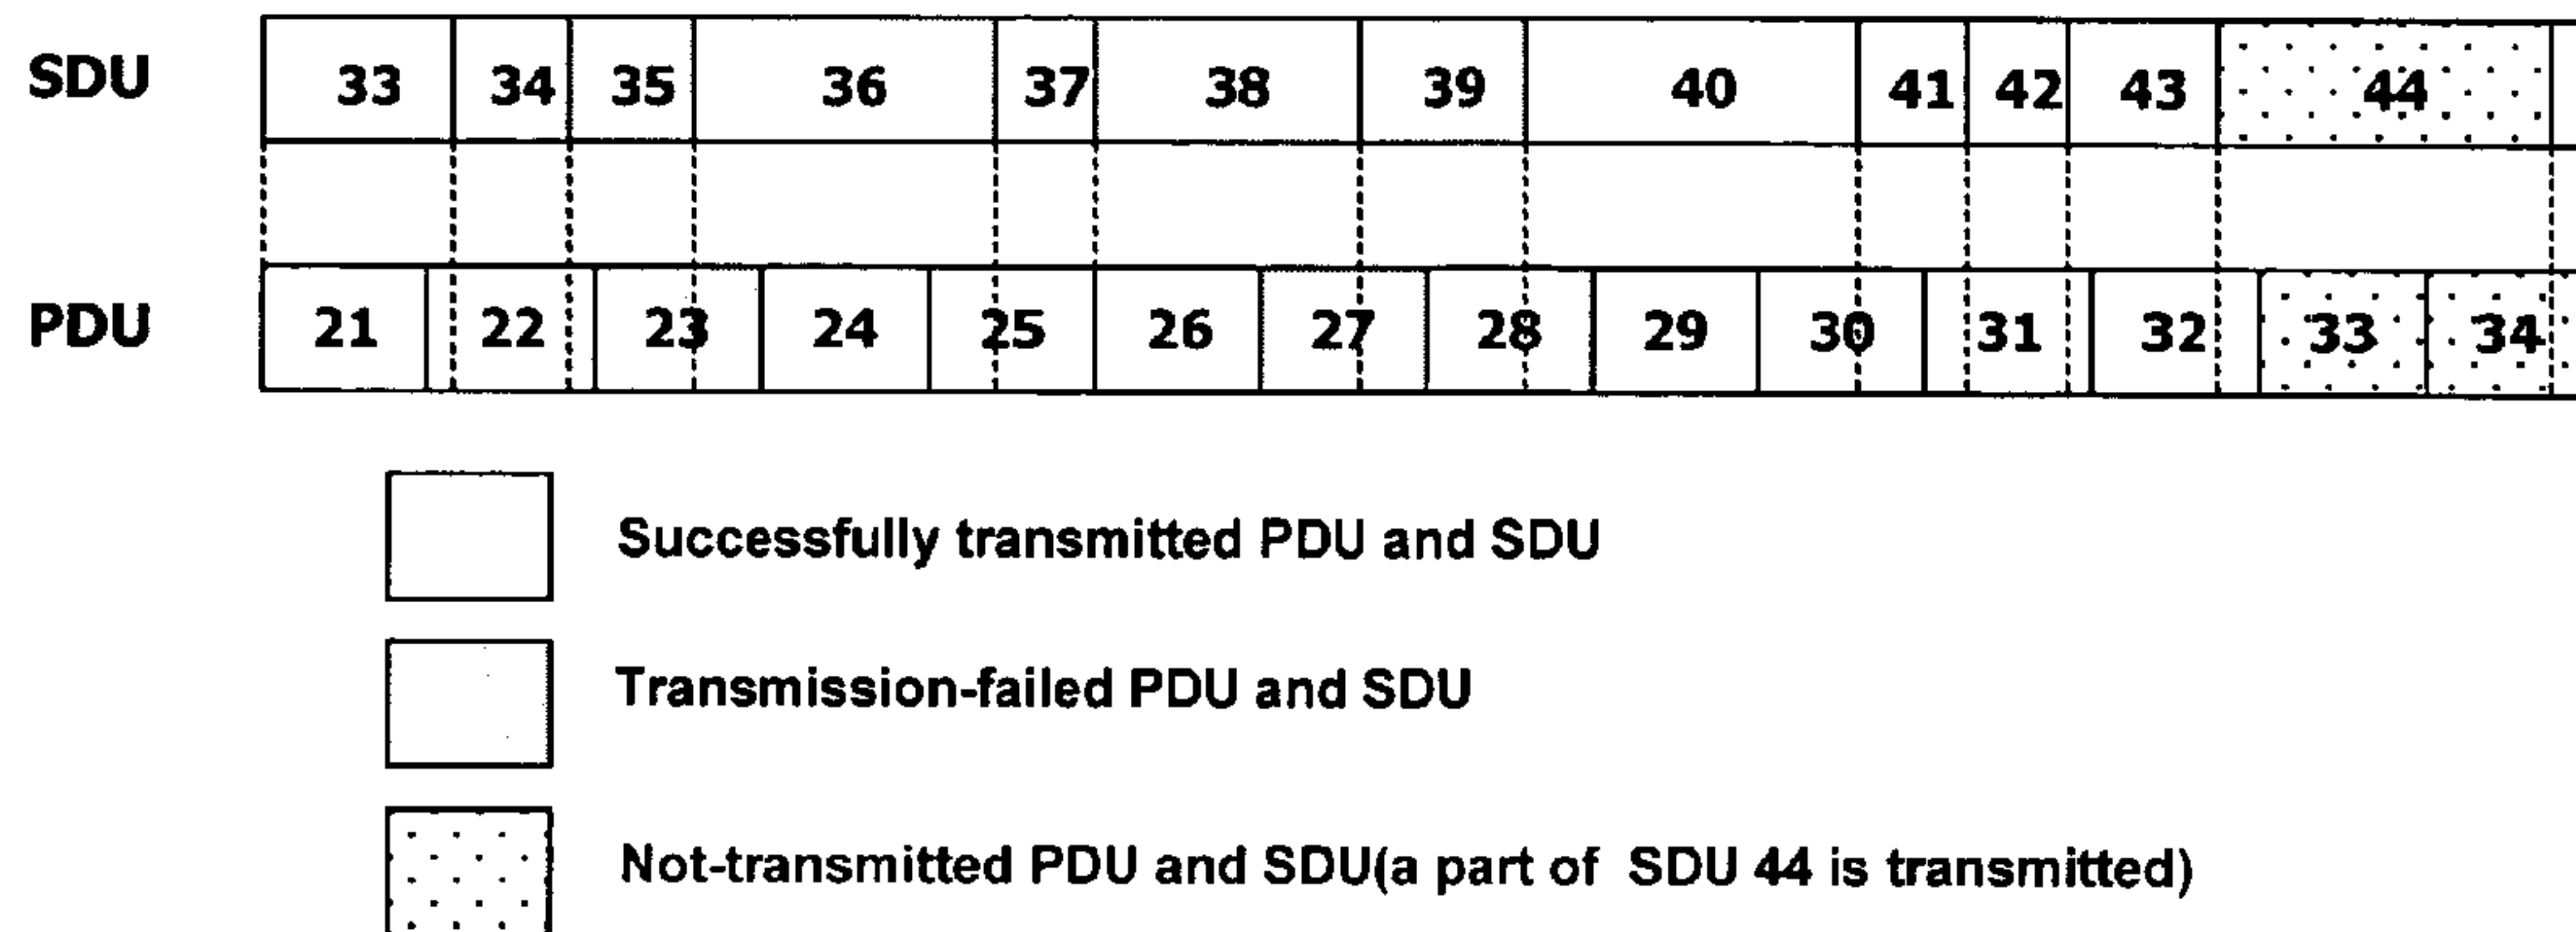 SDU 33 34 35 36 37 38 39 40 41 42 43 44
PDU 21 22 23 24 25 26 27 28 29 30 31 32 33 34
Successfully transmitted PDU and SDU
Transmission-failed PDU and SDU
Not-transmitted PDU and SDU(a part of SDU 44 is transmitted)